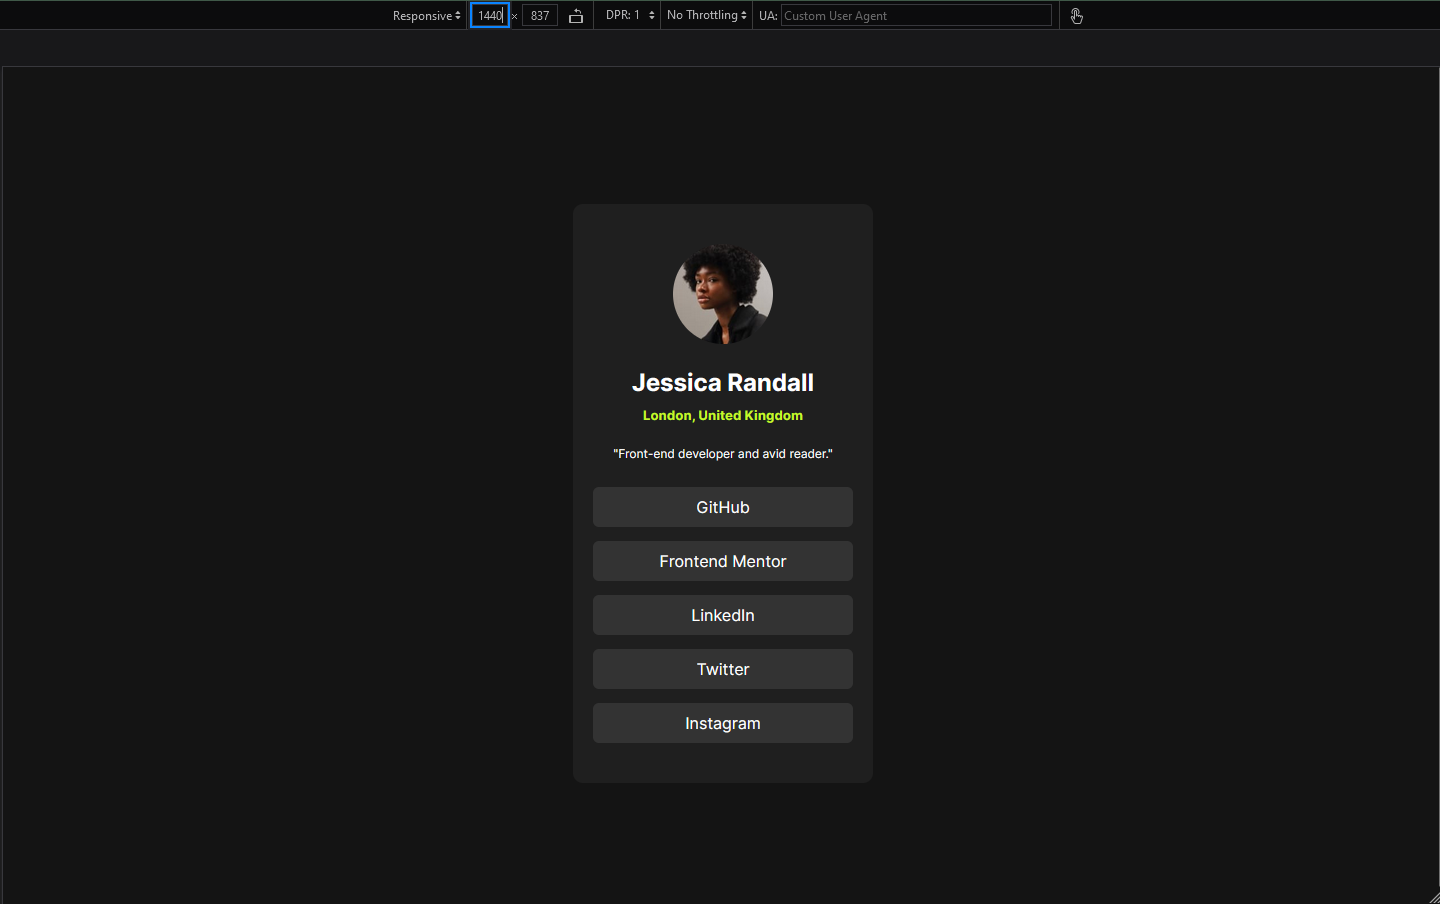 Responsive 1440 × 837 DPR: 1 No Throttling UA: Custom User Agent
Jessica Randall
London, United Kingdom
"Front-end developer and avid reader."
GitHub
Frontend Mentor
LinkedIn
Twitter
Instagram